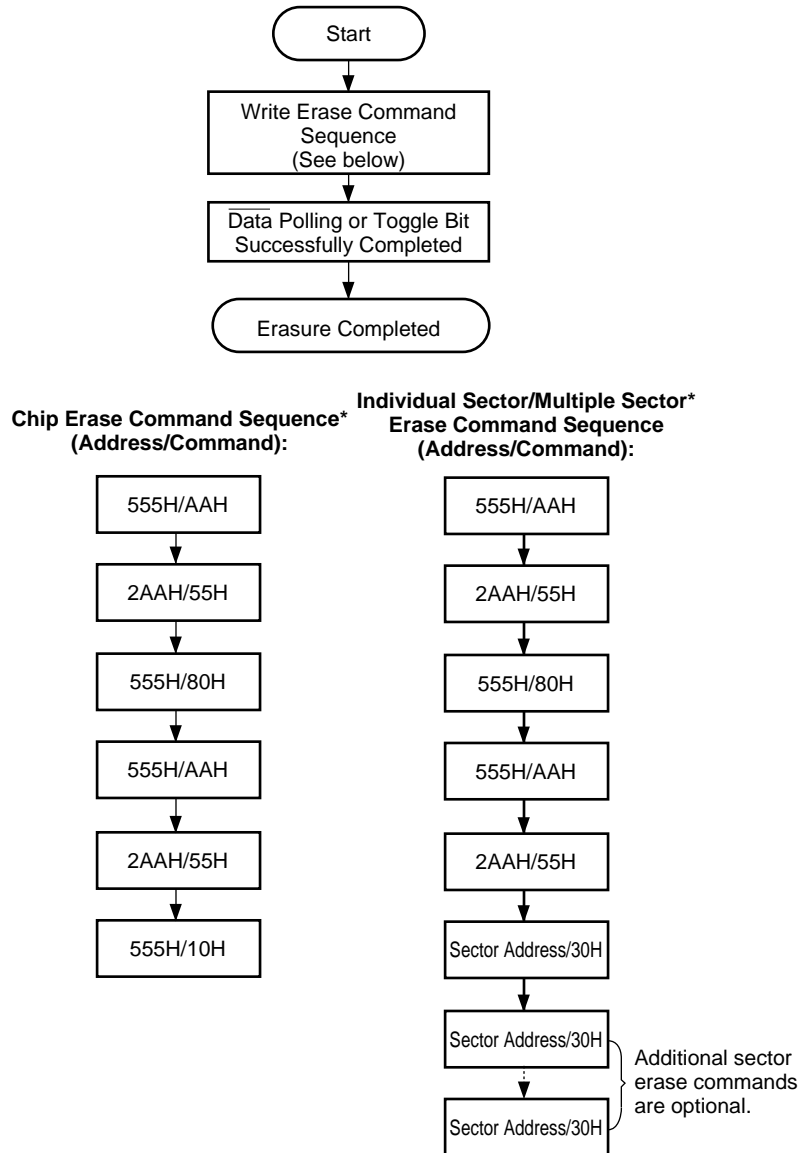 Start
Write Erase Command
Sequence
(See below)
Data Polling or Toggle Bit
Successfully Completed
Erasure Completed
Chip Erase Command Sequence*
(Address/Command):
555H/AAH
2AAH/55H
555H/80H
555H/AAH
2AAH/55H
555H/10H
Individual Sector/Multiple Sector*
Erase Command Sequence
(Address/Command):
555H/AAH
2AAH/55H
555H/80H
555H/AAH
2AAH/55H
Sector Address/30H
Sector Address/30H
Sector Address/30H
Additional sector
erase commands
are optional.